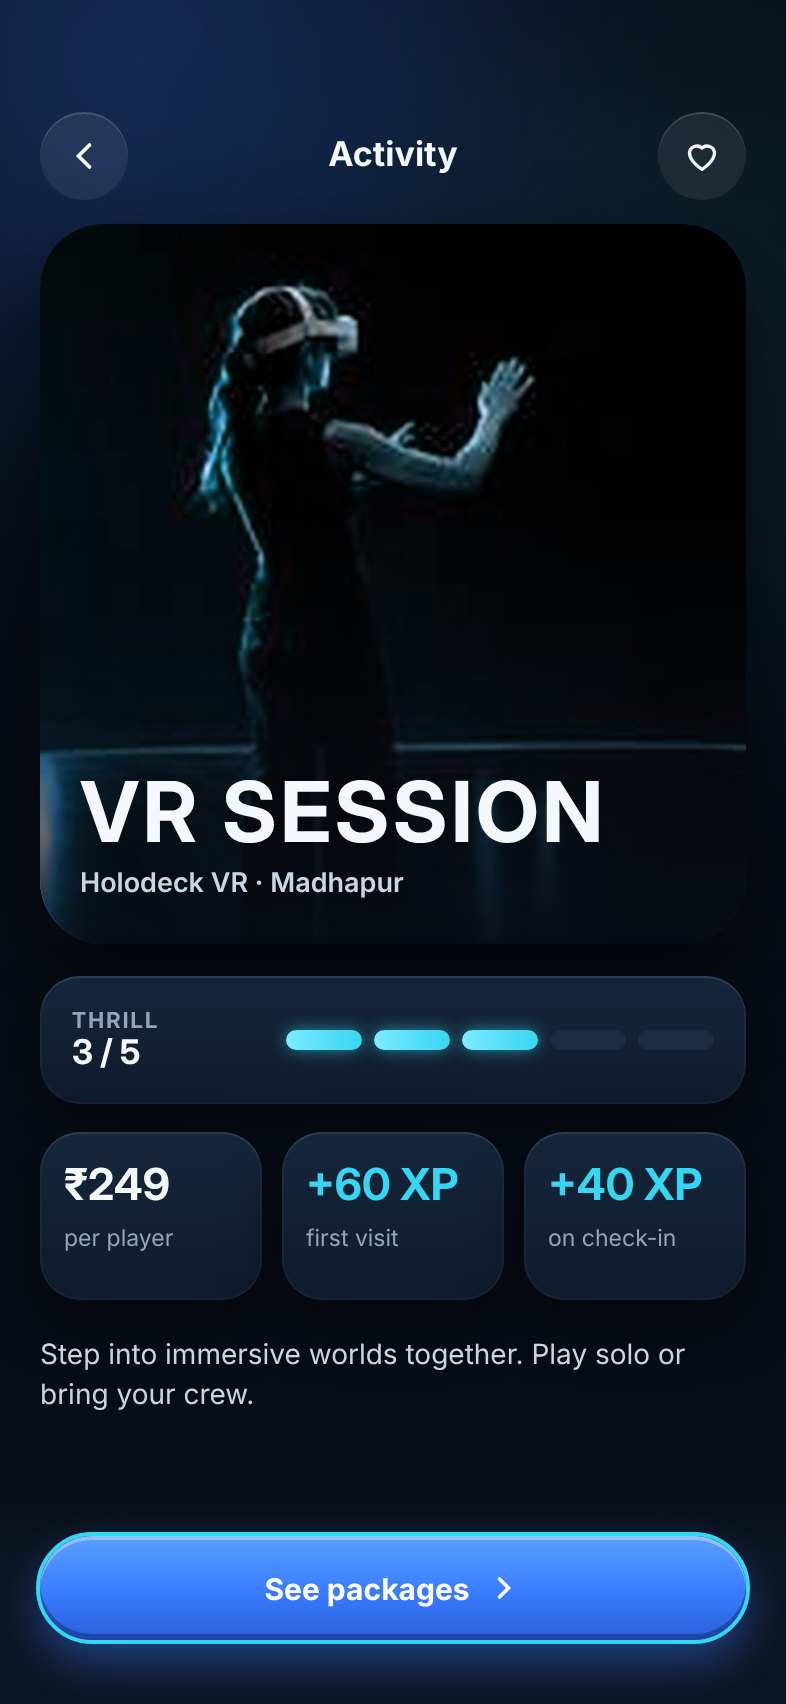 Activity
VR SESSION
Holodeck VR · Madhapur
THRILL
3 / 5
₹249
per player
+60 XP
first visit
+40 XP
on check-in
Step into immersive worlds together. Play solo or
bring your crew.
See packages